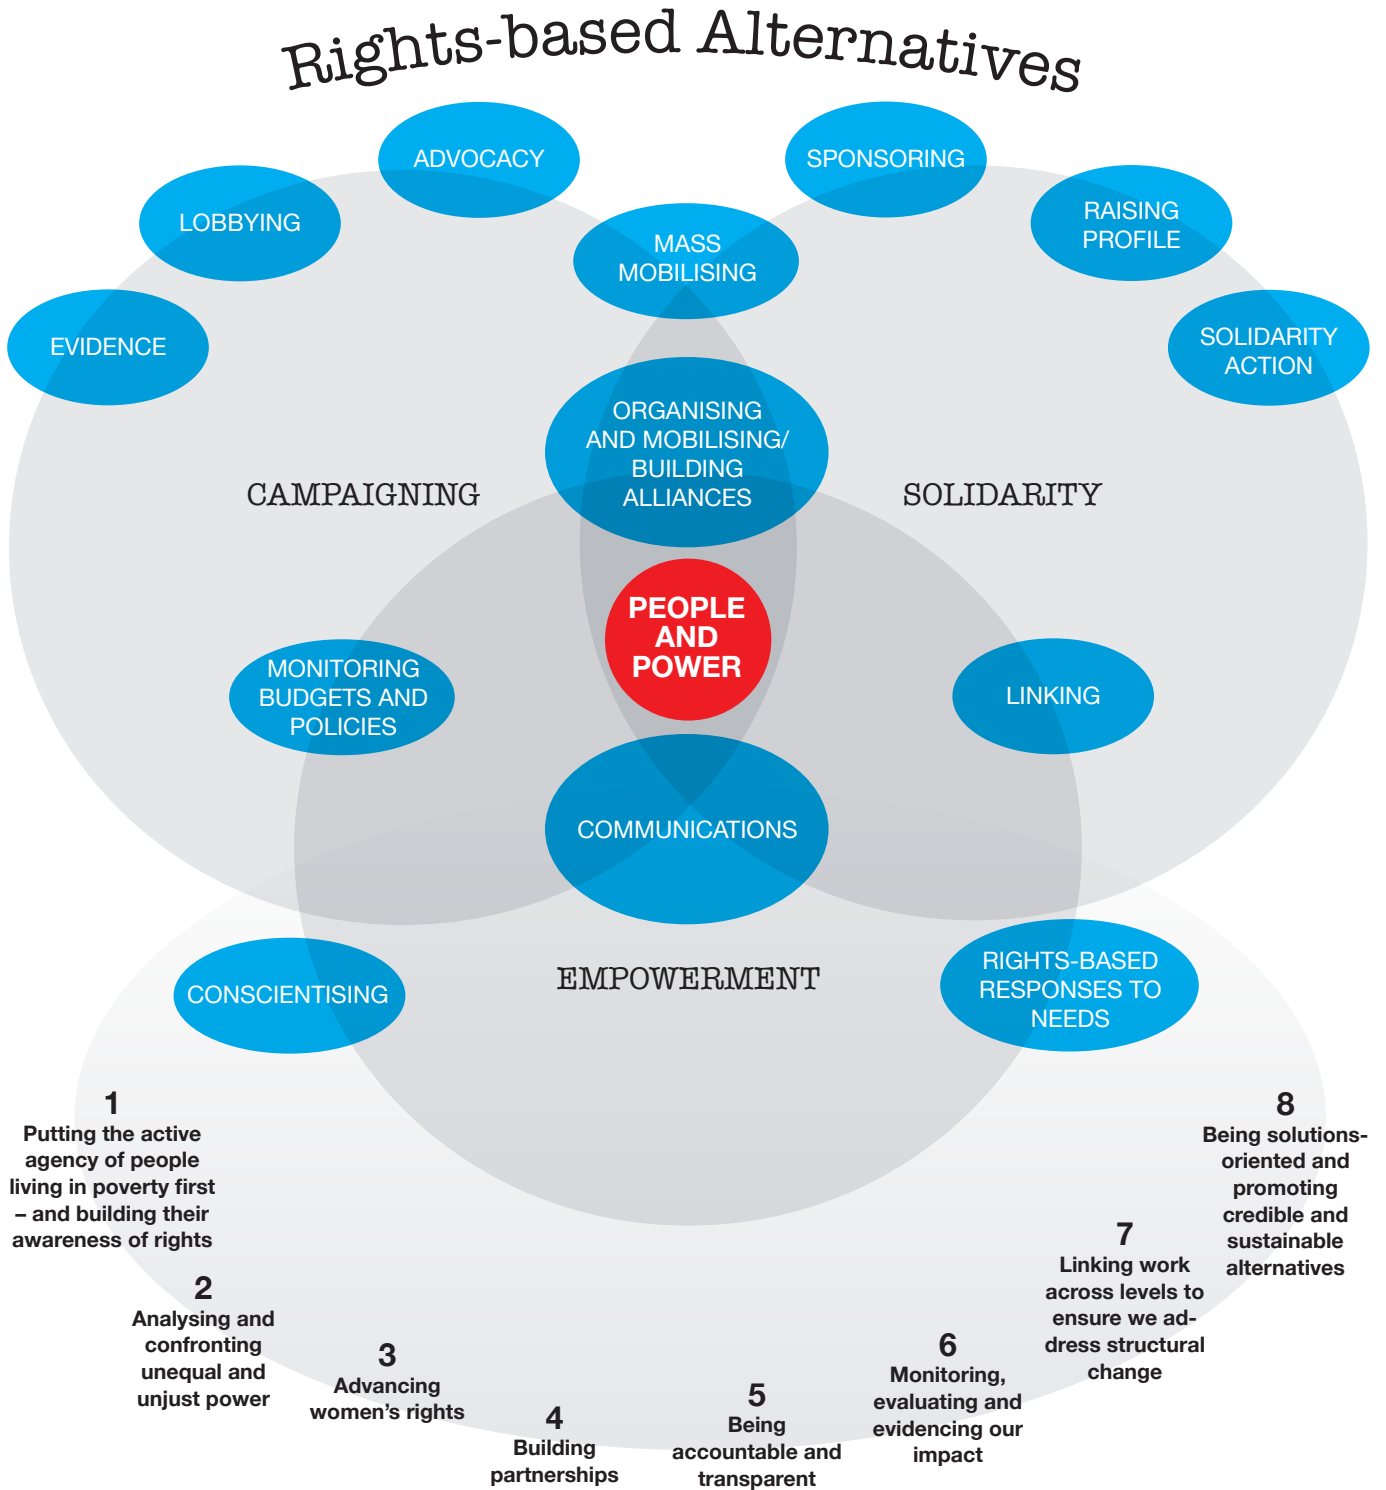 Rights-based Alternatives
ADVOCACY
SPONSORING
LOBBYING
RAISING
PROFILE
MASS
MOBILISING
EVIDENCE
SOLIDARITY
ACTION
ORGANISING
AND MOBILISING/
BUILDING
ALLIANCES
CAMPAIGNING
SOLIDARITY
PEOPLE
AND
POWER
MONITORING
BUDGETS AND
POLICIES
LINKING
COMMUNICATIONS
CONSCIENTISING
EMPOWERMENT
RIGHTS-BASED
RESPONSES TO
NEEDS
1
Putting the active
agency of people
living in poverty first
– and building their
awareness of rights
2
Analysing and
confronting
unequal and
unjust power
3
Advancing
women’s rights
4
Building
partnerships
5
Being
accountable and
transparent
6
Monitoring,
evaluating and
evidencing our
impact
7
Linking work
across levels to
ensure we ad-
dress structural
change
8
Being solutions-
oriented and
promoting
credible and
sustainable
alternatives